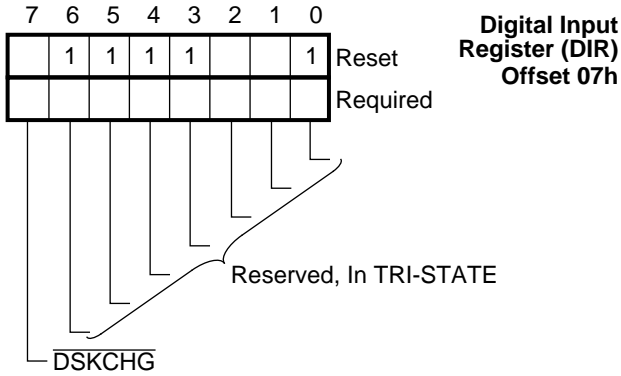 7 6 5 4 3 2 1 0
Digital Input
Register (DIR)
Offset 07h
1 1 1 1 1 Reset
Required
Reserved, In TRI-STATE
DSKCHG